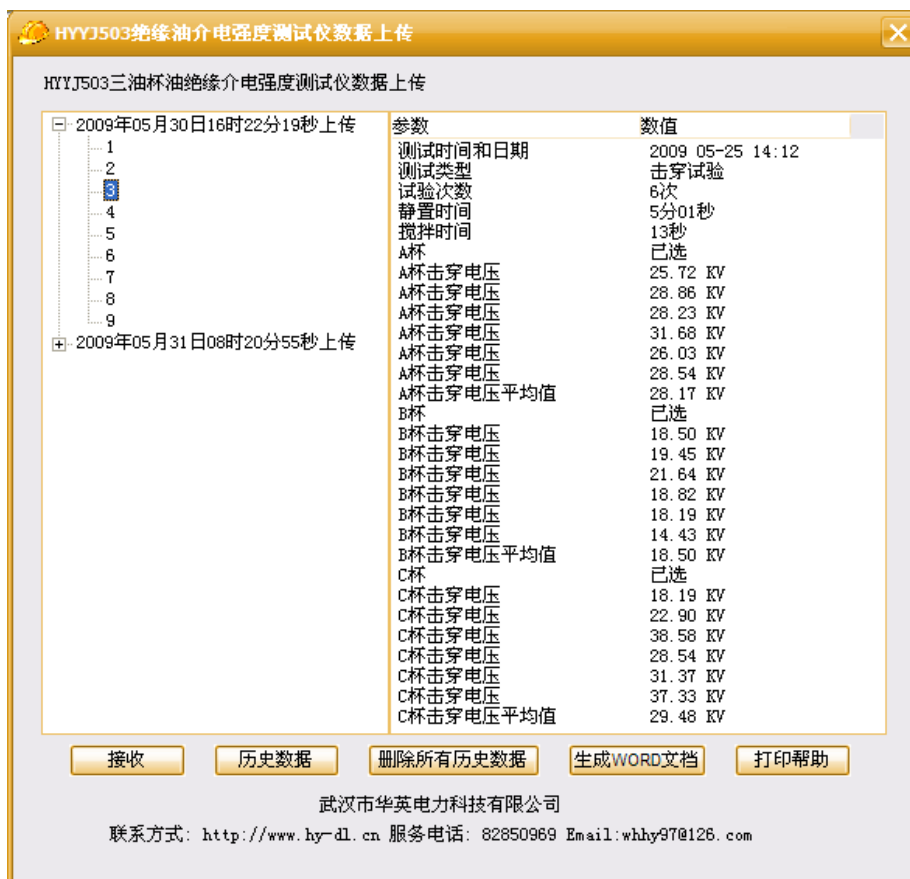 HYYJ503绝缘油介电强度测试仪数据上传
HYYJ503三油杯油绝缘介电强度测试仪数据上传
2009年05月30日16时22分19秒上传
1
2
3
4
5
6
7
8
9
2009年05月31日08时20分55秒上传
参数 数值
测试时间和日期 2009 05-25 14:12
测试类型 击穿试验
试验次数 6次
静置时间 5分01秒
搅拌时间 13秒
A杯 已选
A杯击穿电压 25.72 KV
A杯击穿电压 28.86 KV
A杯击穿电压 28.23 KV
A杯击穿电压 31.68 KV
A杯击穿电压 26.03 KV
A杯击穿电压 28.54 KV
A杯击穿电压平均值 28.17 KV
B杯 已选
B杯击穿电压 18.50 KV
B杯击穿电压 19.45 KV
B杯击穿电压 21.64 KV
B杯击穿电压 18.82 KV
B杯击穿电压 18.19 KV
B杯击穿电压 14.43 KV
B杯击穿电压平均值 18.50 KV
C杯 已选
C杯击穿电压 18.19 KV
C杯击穿电压 22.90 KV
C杯击穿电压 38.58 KV
C杯击穿电压 28.54 KV
C杯击穿电压 31.37 KV
C杯击穿电压 37.33 KV
C杯击穿电压平均值 29.48 KV
接收 历史数据 删除所有历史数据 生成WORD文档 打印帮助
武汉市华英电力科技有限公司
联系方式: http://www.hy-dl.cn 服务电话: 82850969 Email:whhy97@126.com